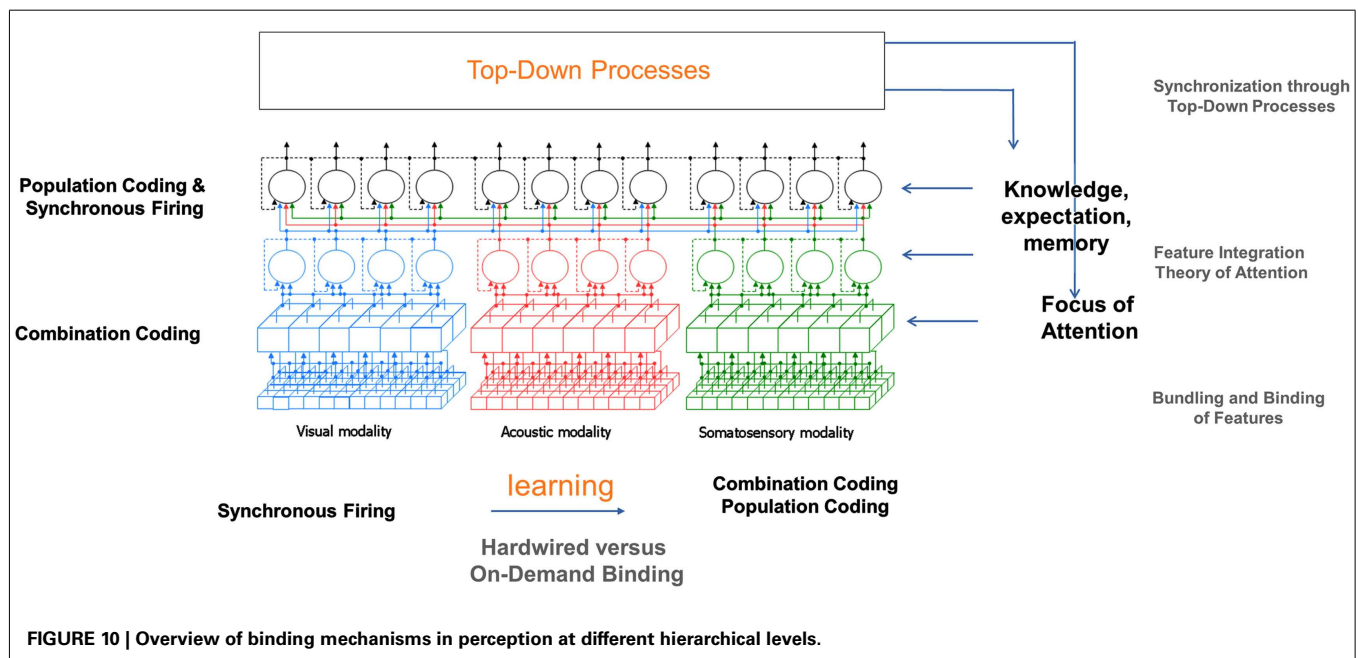 Top-Down Processes
Synchronization through
Top-Down Processes
Population Coding &
Synchronous Firing
Knowledge,
expectation,
memory
Feature Integration
Theory of Attention
Combination Coding
Focus of
Attention
Bundling and Binding
of Features
Visual modality
Acoustic modality
Somatosensory modality
Synchronous Firing
learning
Combination Coding
Population Coding
Hardwired versus
On-Demand Binding
FIGURE 10 | Overview of binding mechanisms in perception at different hierarchical levels.